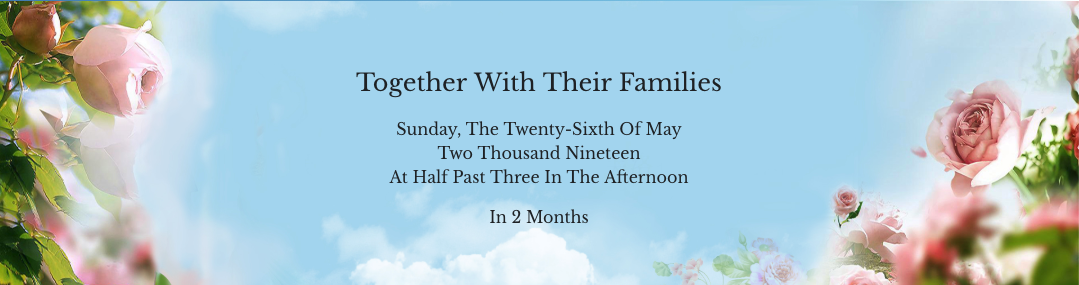 Together With Their Families
Sunday, The Twenty-Sixth Of May
Two Thousand Nineteen
At Half Past Three In The Afternoon
In 2 Months